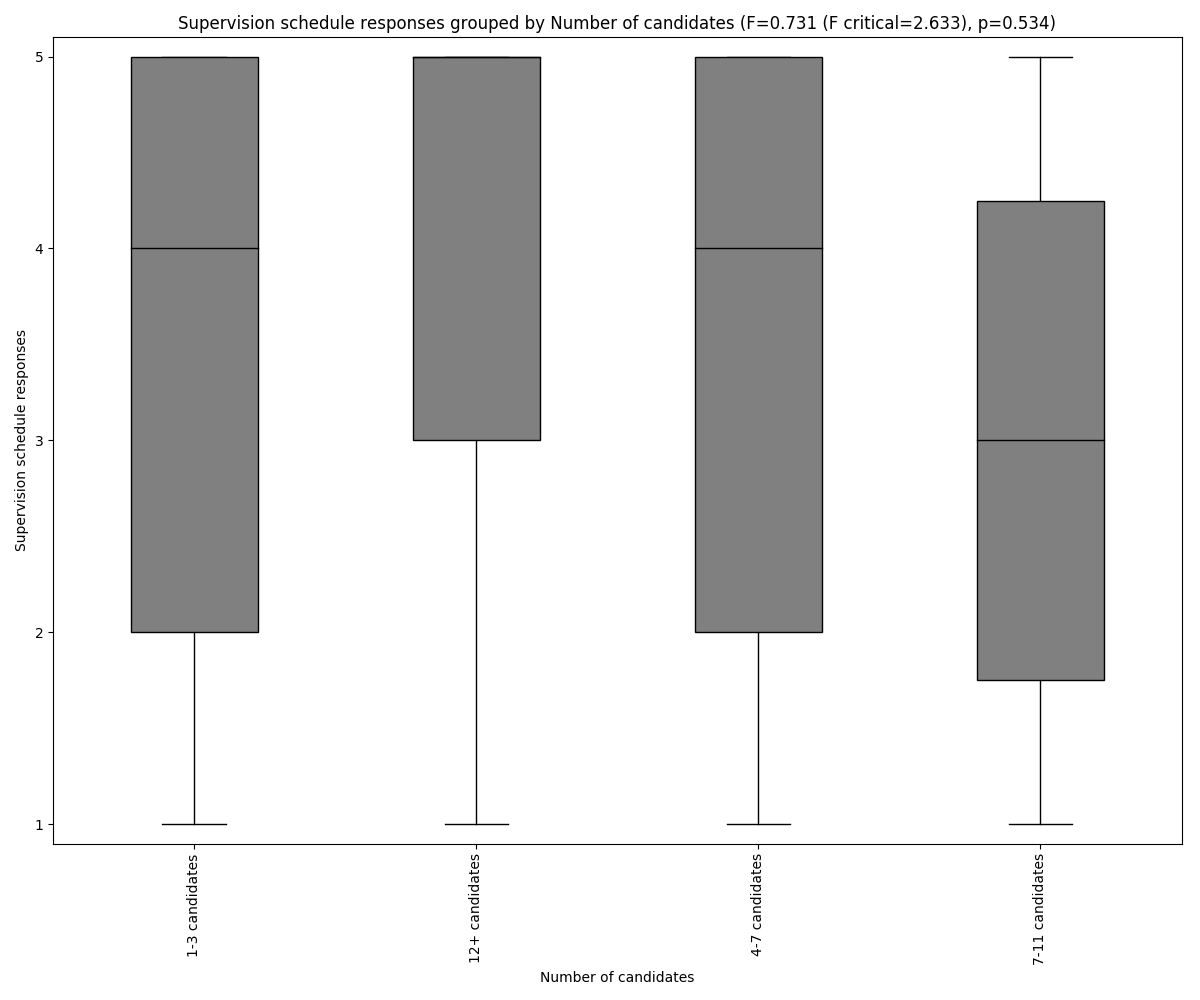 Supervision schedule responses grouped by Number of candidates (F=0.731 (F critical=2.633), p=0.534)
Supervision schedule responses
5
4
3
2
1
1-3 candidates
12+ candidates
4-7 candidates
7-11 candidates
Number of candidates